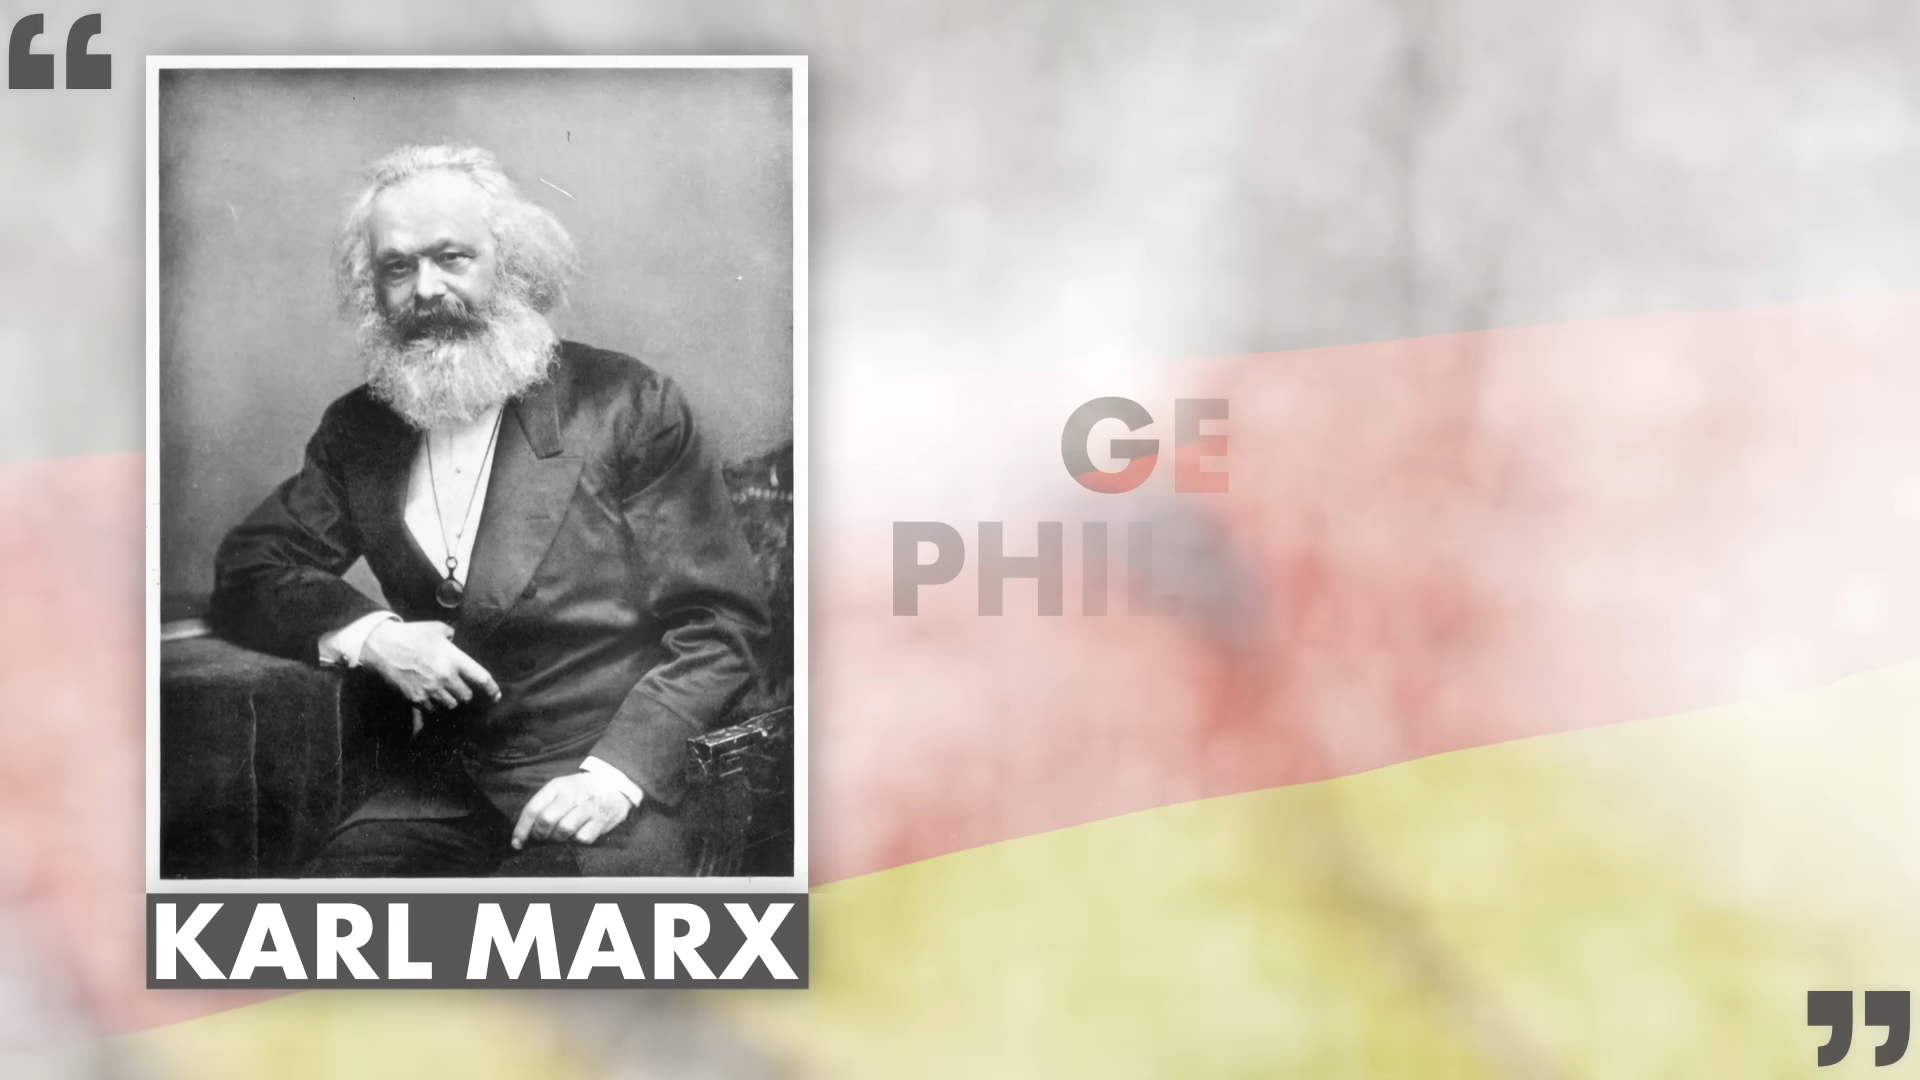 “
KARL MARX
GE
PHIL
”